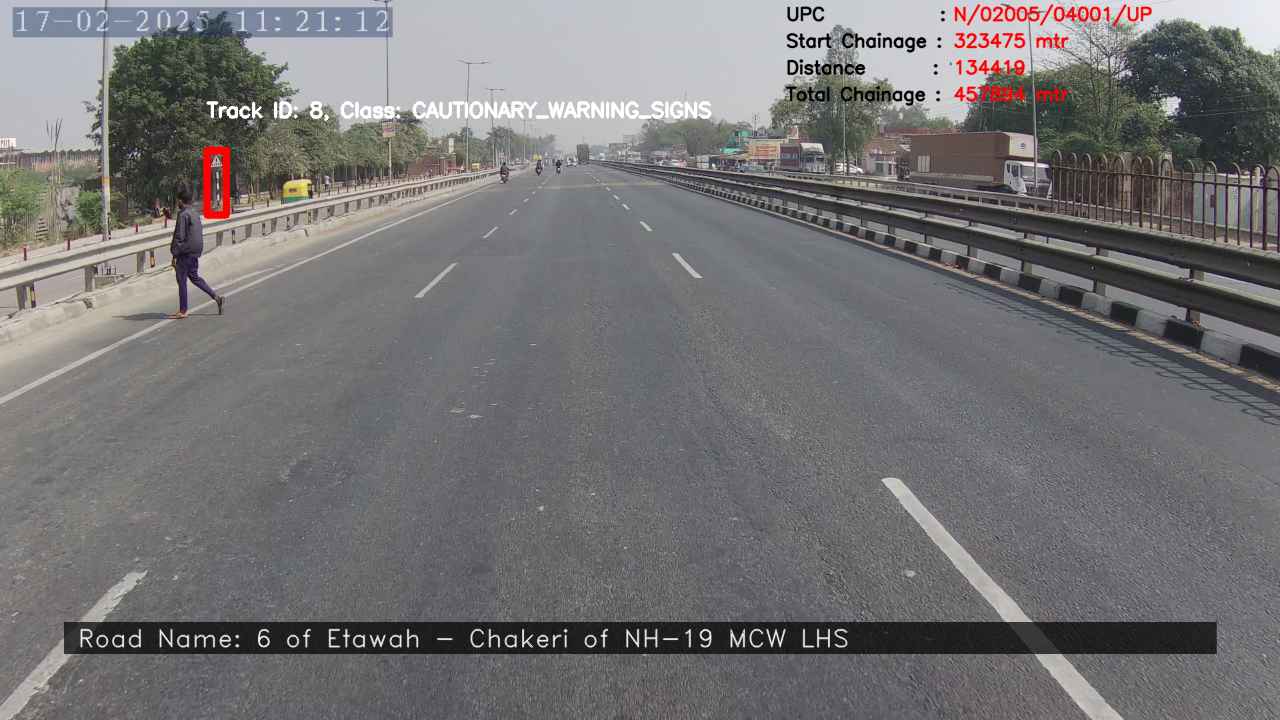 17-02-2025 11:21:12
UPC : N/02005/04001/UP
Start Chainage : 323475 mtr
Distance : 134419
Total Chainage : 457894 mtr
Track ID: 8, Class: CAUTIONARY_WARNING_SIGNS
Road Name: 6 of Etawah - Chakeri of NH-19 MCW LHS